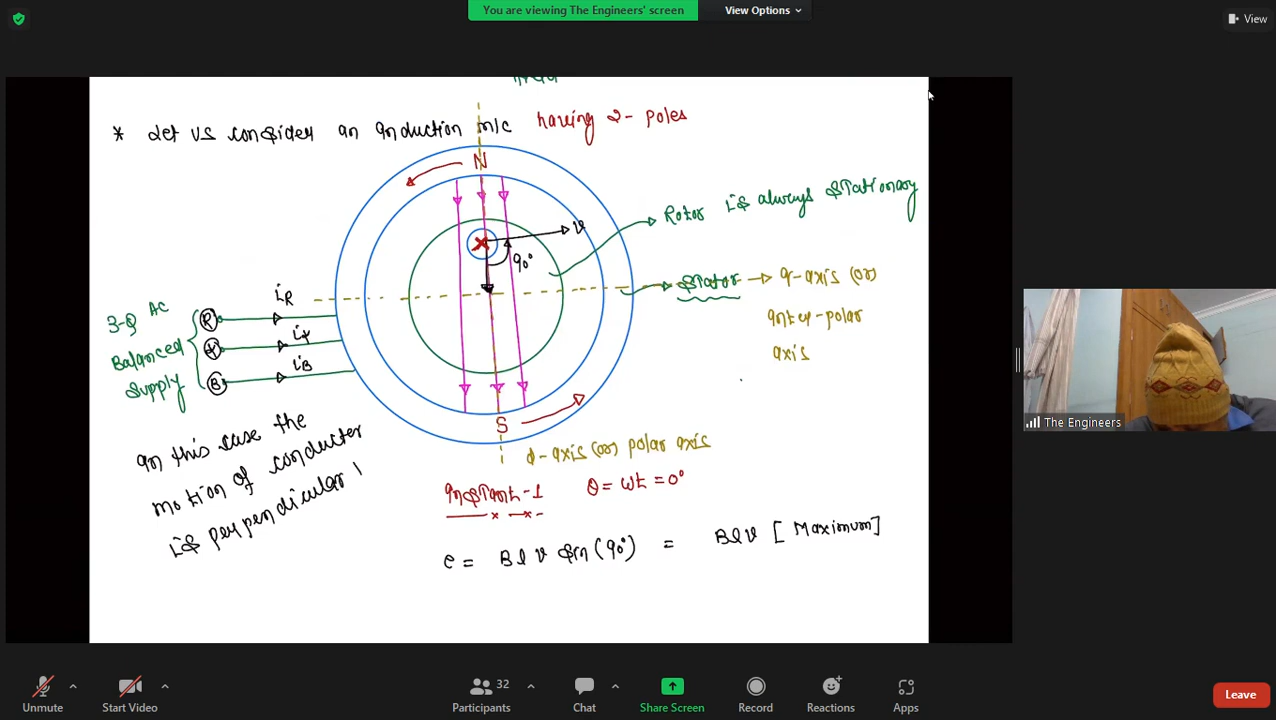 You are viewing The Engineers' screen
View Options
View
* Let us consider an Induction m/c having 2-poles
N
Rotor is always stationary
v
90°
Stator → q-axis (or)
inter-polar
axis
3-Φ AC
Balanced
Supply
R
Y
B
iR
iY
iB
S
d-axis (or) polar axis
In this case the
motion of conductor
is perpendicular
Instant-1 θ = ωt = 0°
e = Blv sin(90°) = Blv [Maximum]
The Engineers
Unmute
Start Video
32
Participants
Chat
Share Screen
Record
Reactions
Apps
Leave